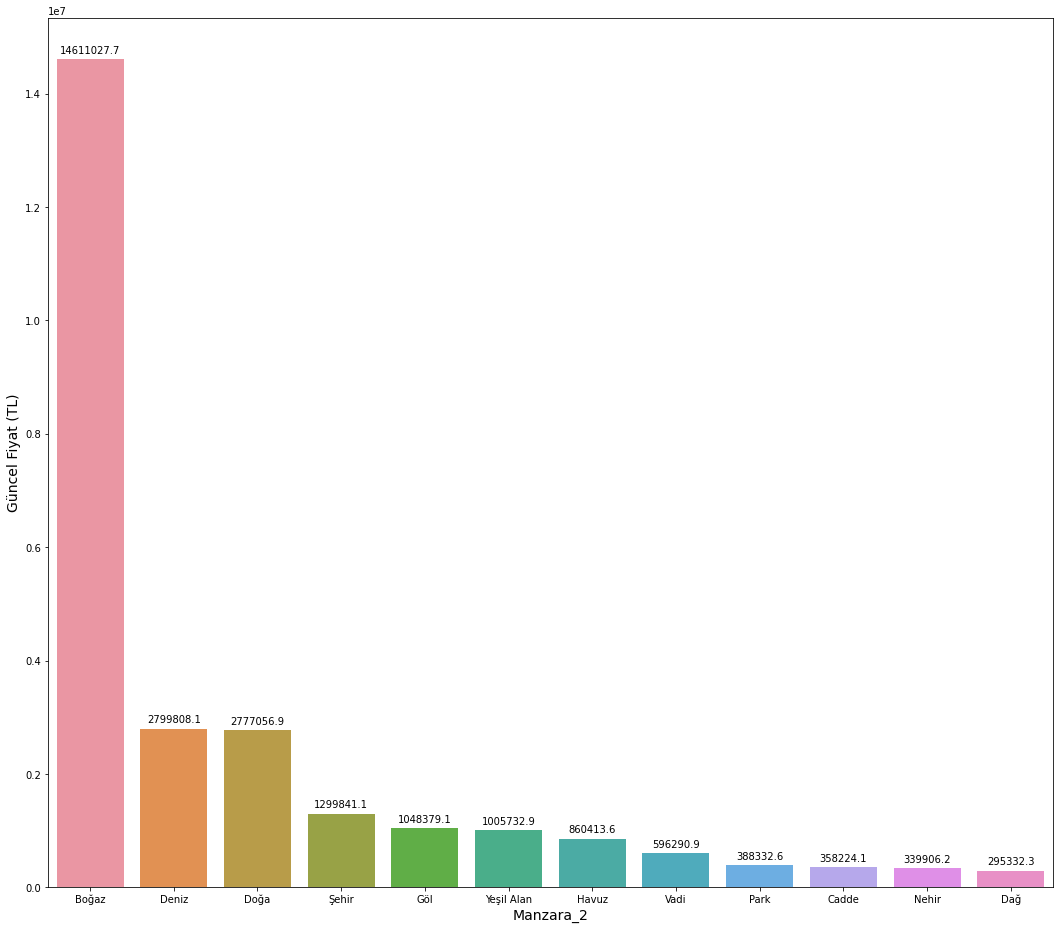 1e7
14611027.7
1.4
1.2
1.0
0.8
0.6
0.4
0.2
0.0
Güncel Fiyat (TL)
2799808.1
2777056.9
1299841.1
1048379.1
1005732.9
860413.6
596290.9
388332.6
358224.1
339906.2
295332.3
Boğaz
Deniz
Doğa
Şehir
Göl
Yeşil Alan
Havuz
Vadi
Park
Cadde
Nehir
Dağ
Manzara_2